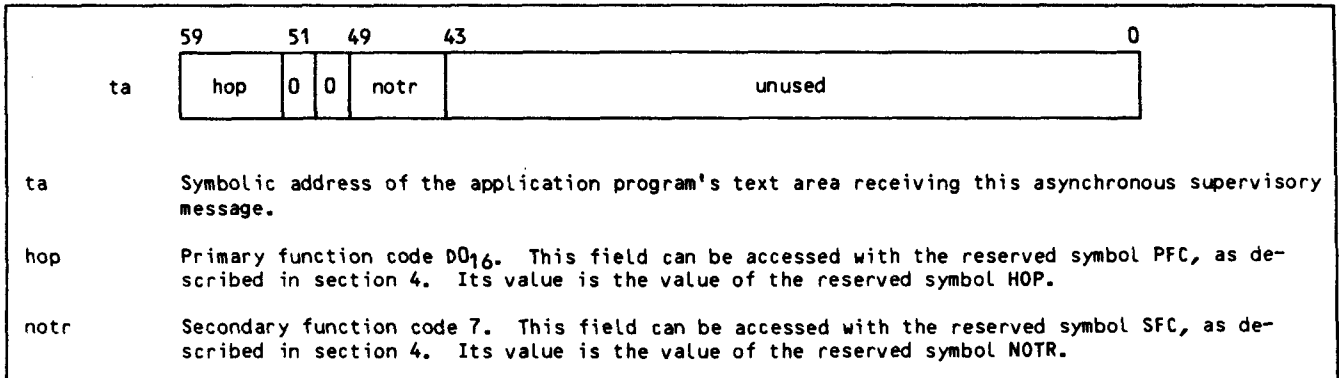 59 51 49 43 0
ta hop 0 0 notr unused
ta Symbolic address of the application program's text area receiving this asynchronous supervisory
message.
hop Primary function code D0₁₆. This field can be accessed with the reserved symbol PFC, as de-
scribed in section 4. Its value is the value of the reserved symbol HOP.
notr Secondary function code 7. This field can be accessed with the reserved symbol SFC, as de-
scribed in section 4. Its value is the value of the reserved symbol NOTR.